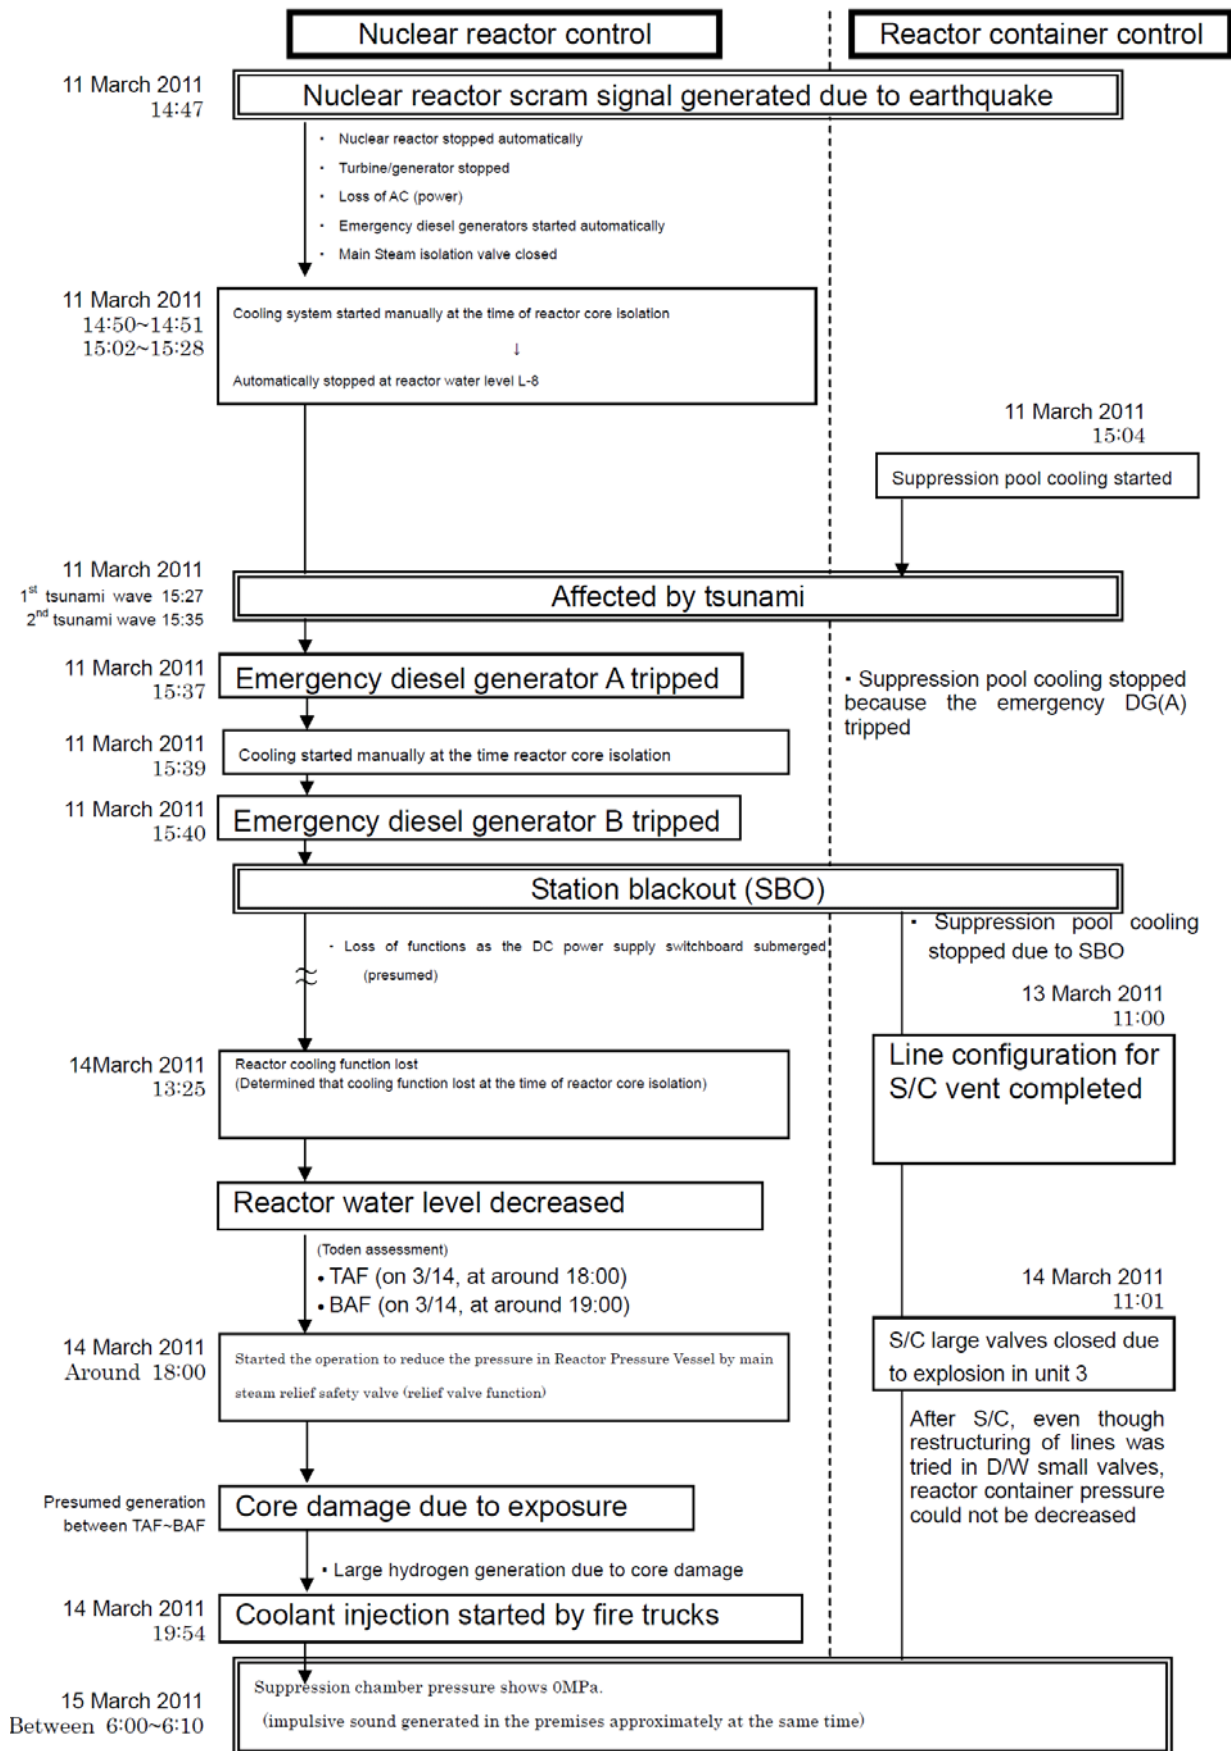 Nuclear reactor control
Reactor container control
11 March 2011
14:47
Nuclear reactor scram signal generated due to earthquake
・ Nuclear reactor stopped automatically
・ Turbine/generator stopped
・ Loss of AC (power)
・ Emergency diesel generators started automatically
・ Main Steam isolation valve closed
11 March 2011
14:50~14:51
15:02~15:28
Cooling system started manually at the time of reactor core isolation
↓
Automatically stopped at reactor water level L-8
11 March 2011
15:04
Suppression pool cooling started
11 March 2011
1st tsunami wave 15:27
2nd tsunami wave 15:35
Affected by tsunami
11 March 2011
15:37
Emergency diesel generator A tripped
・Suppression pool cooling stopped
because the emergency DG(A)
tripped
11 March 2011
15:39
Cooling started manually at the time reactor core isolation
11 March 2011
15:40
Emergency diesel generator B tripped
Station blackout (SBO)
・ Loss of functions as the DC power supply switchboard submerged
(presumed)
・ Suppression pool cooling
stopped due to SBO
13 March 2011
11:00
Line configuration for
S/C vent completed
14March 2011
13:25
Reactor cooling function lost
(Determined that cooling function lost at the time of reactor core isolation)
Reactor water level decreased
(Toden assessment)
• TAF (on 3/14, at around 18:00)
• BAF (on 3/14, at around 19:00)
14 March 2011
11:01
S/C large valves closed due
to explosion in unit 3
14 March 2011
Around 18:00
Started the operation to reduce the pressure in Reactor Pressure Vessel by main
steam relief safety valve (relief valve function)
After S/C, even though
restructuring of lines was
tried in D/W small valves,
reactor container pressure
could not be decreased
Presumed generation
between TAF~BAF
Core damage due to exposure
・Large hydrogen generation due to core damage
14 March 2011
19:54
Coolant injection started by fire trucks
15 March 2011
Between 6:00~6:10
Suppression chamber pressure shows 0MPa.
(impulsive sound generated in the premises approximately at the same time)